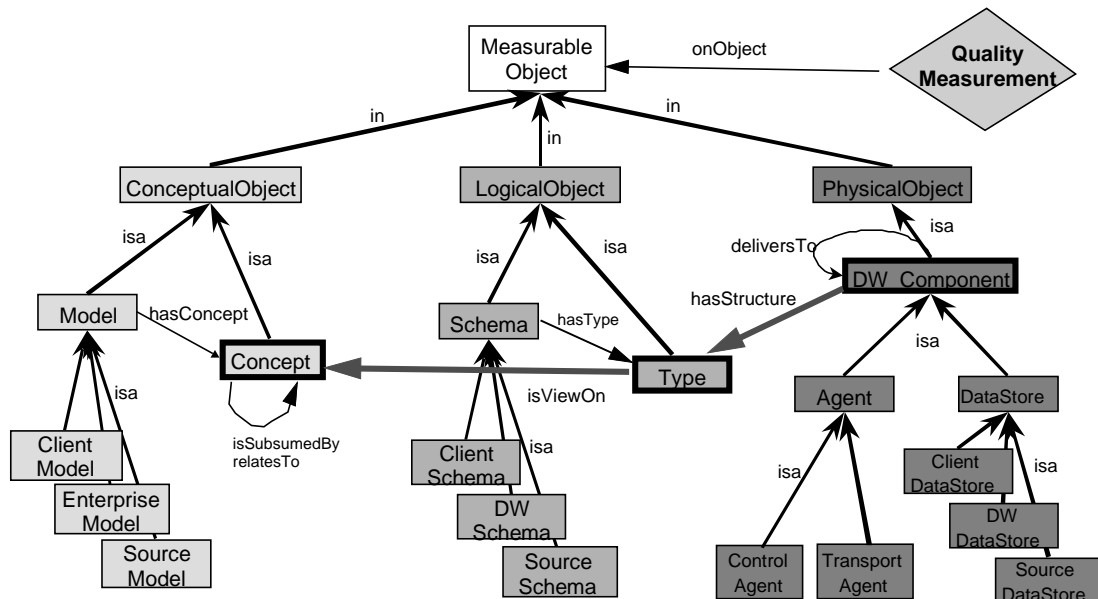 Measurable
Object
onObject
Quality
Measurement
in
in
in
ConceptualObject
LogicalObject
PhysicalObject
isa
isa
isa
isa
isa
deliversTo
DW_Component
hasStructure
Model
hasConcept
Schema
hasType
Concept
Type
isViewOn
isa
Agent
DataStore
isa
isSubsumedBy
relatesTo
isa
isa
isa
Client
Model
Client
Schema
Client
DataStore
Enterprise
Model
DW
Schema
DW
DataStore
Source
Model
Source
Schema
Control
Agent
Transport
Agent
Source
DataStore